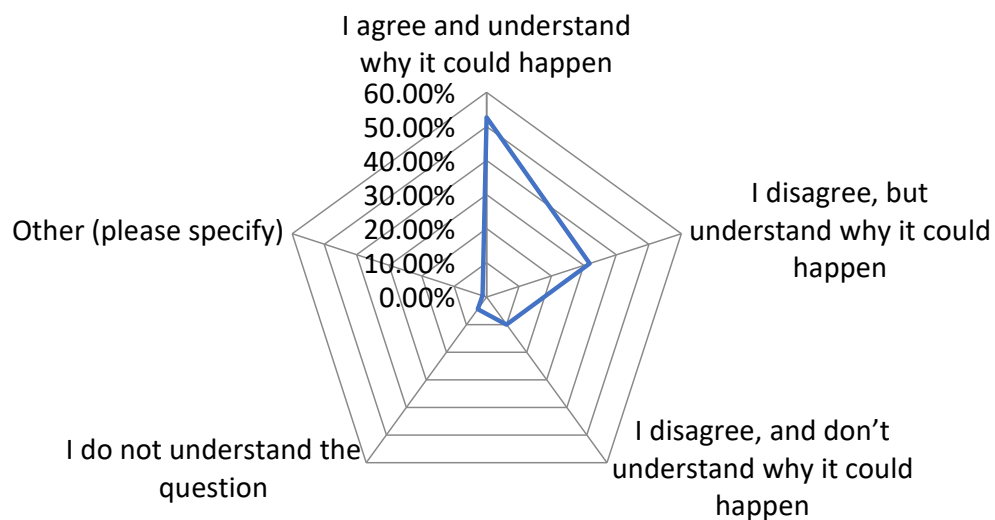 I agree and understand
why it could happen
60.00%
50.00%
40.00%
30.00%
20.00%
10.00%
0.00%
I disagree, but
understand why it could
happen
Other (please specify)
I disagree, and don’t
understand why it could
happen
I do not understand the
question